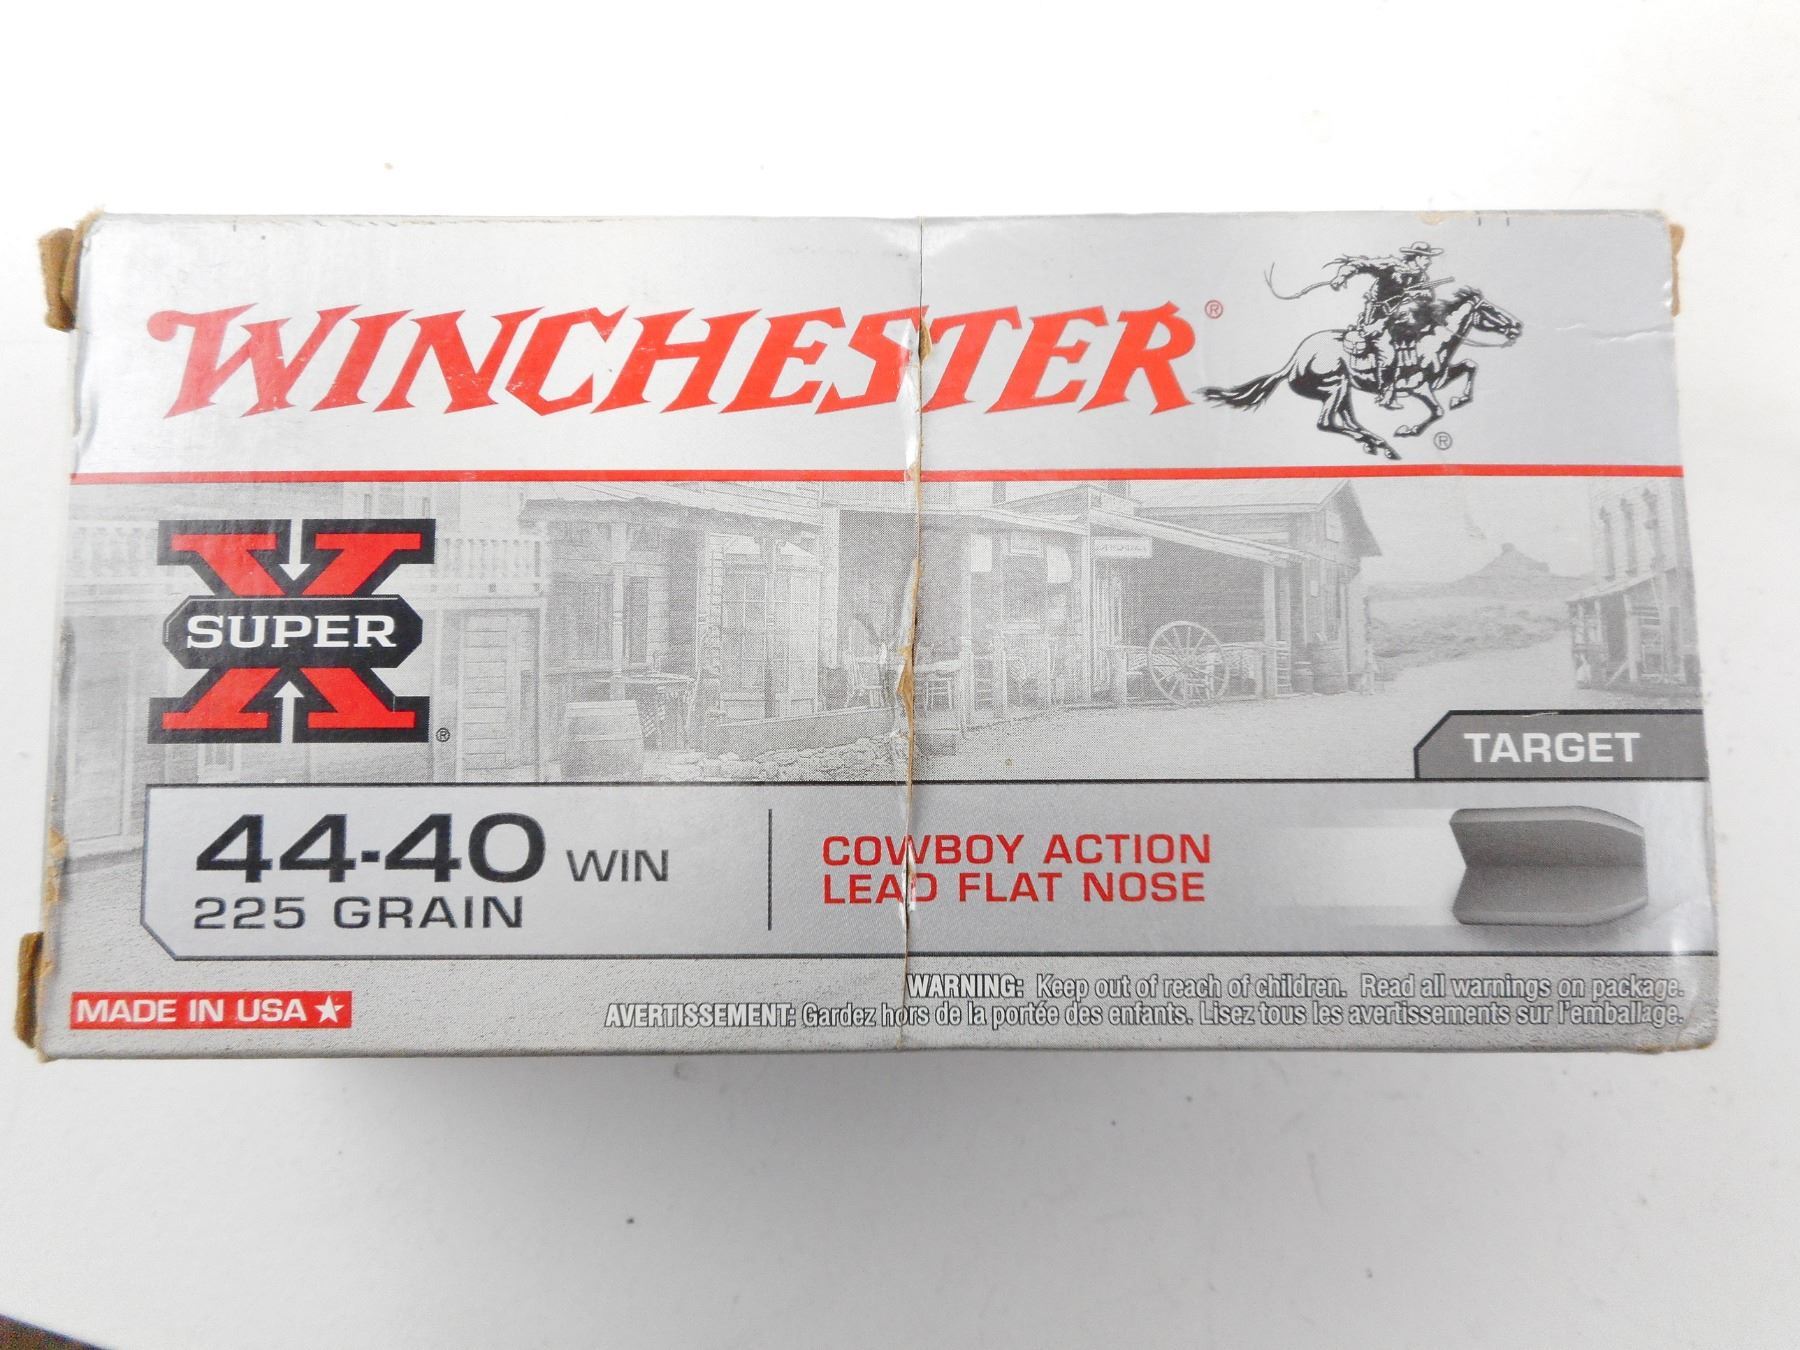 WINCHESTER®
®
SUPER X
®
TARGET
44-40 WIN
225 GRAIN
COWBOY ACTION
LEAD FLAT NOSE
MADE IN USA ★
WARNING: Keep out of reach of children. Read all warnings on package.
AVERTISSEMENT: Gardez hors de la portée des enfants. Lisez tous les avertissements sur l'emballage.